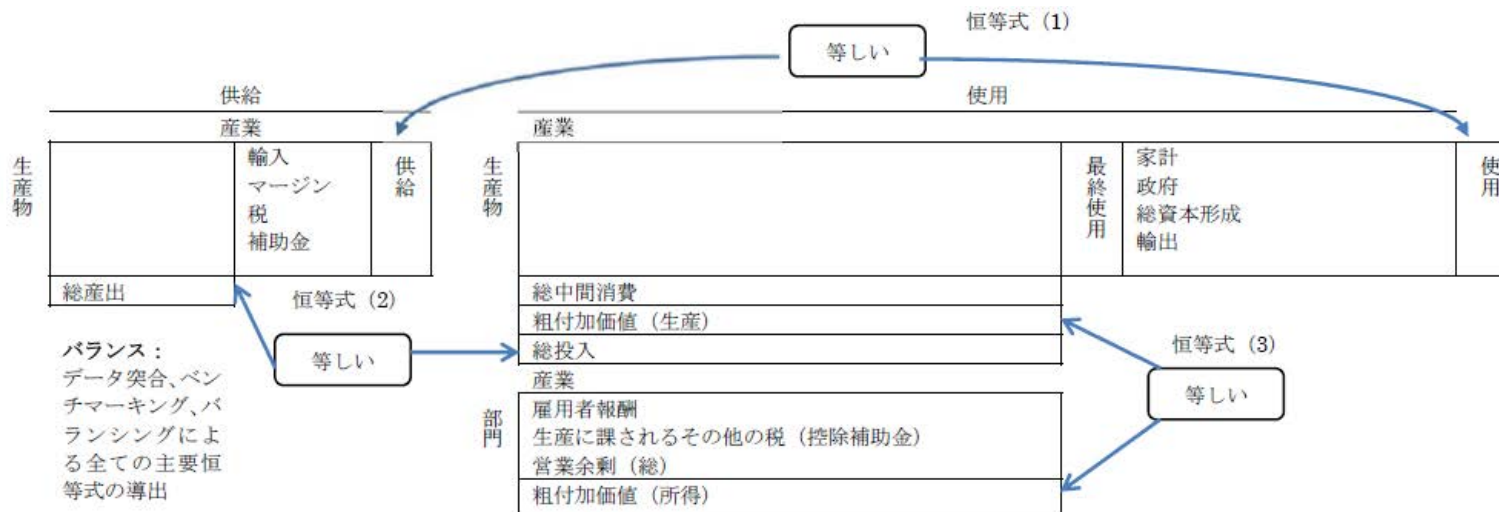 恒等式（1）
等しい
供給
使用
産業
産業
生産物
輸入
マージン
税
補助金
供給
生産物
最終使用
家計
政府
総資本形成
輸出
使用
総産出
恒等式（2）
総中間消費
粗付加価値（生産）
総投入
等しい
恒等式（3）
等しい
バランス：
データ突合、ベン
チマーキング、バ
ランシングによ
る全ての主要恒
等式の導出
産業
部門
雇用者報酬
生産に課されるその他の税（控除補助金）
営業余剰（総）
粗付加価値（所得）